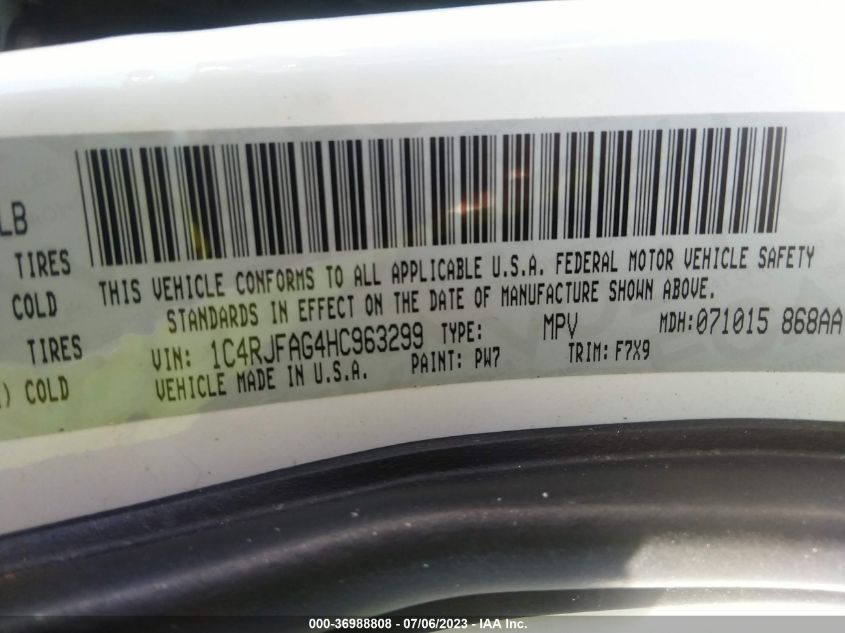 LB
TIRES
COLD
TIRES
) COLD
THIS VEHICLE CONFORMS TO ALL APPLICABLE U.S.A. FEDERAL MOTOR VEHICLE SAFETY
STANDARDS IN EFFECT ON THE DATE OF MANUFACTURE SHOWN ABOVE.
VIN: 1C4RJFAG4HC963299 TYPE: MPV MDH:071015 868AA
VEHICLE MADE IN U.S.A. PAINT: PW7 TRIM: F7X9
000-36988808 - 07/06/2023 - IAA Inc.